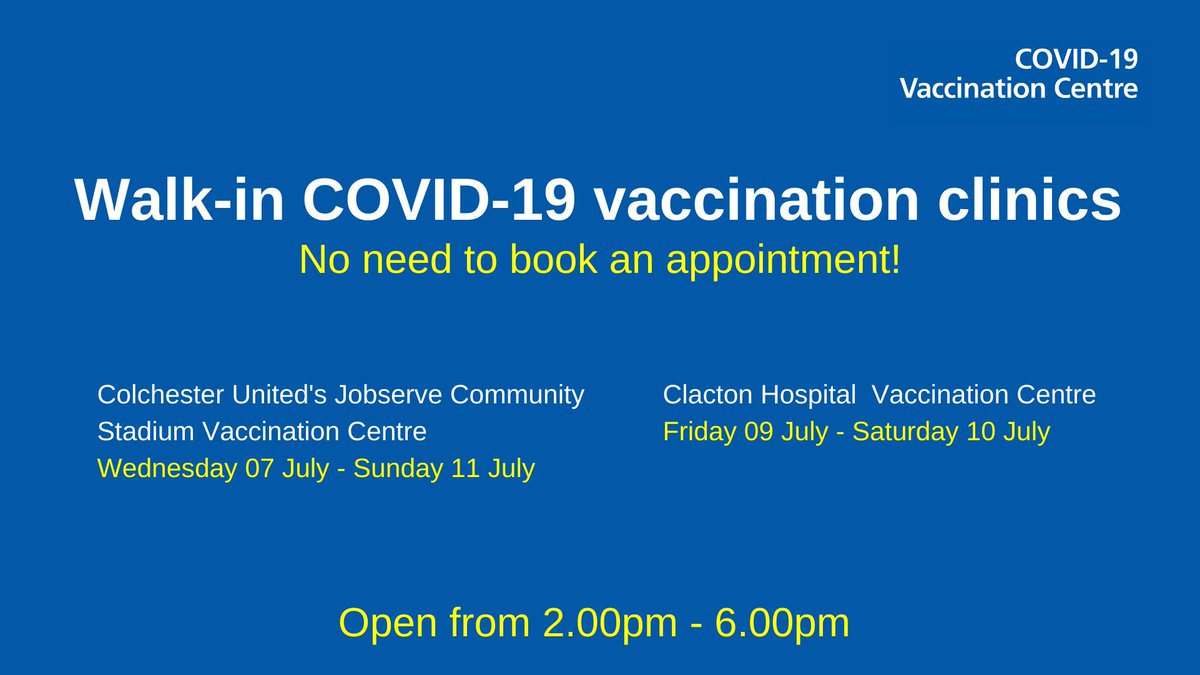 COVID-19
Vaccination Centre
Walk-in COVID-19 vaccination clinics
No need to book an appointment!
Colchester United's Jobserve Community
Stadium Vaccination Centre
Wednesday 07 July - Sunday 11 July
Clacton Hospital  Vaccination Centre
Friday 09 July - Saturday 10 July
Open from 2.00pm - 6.00pm